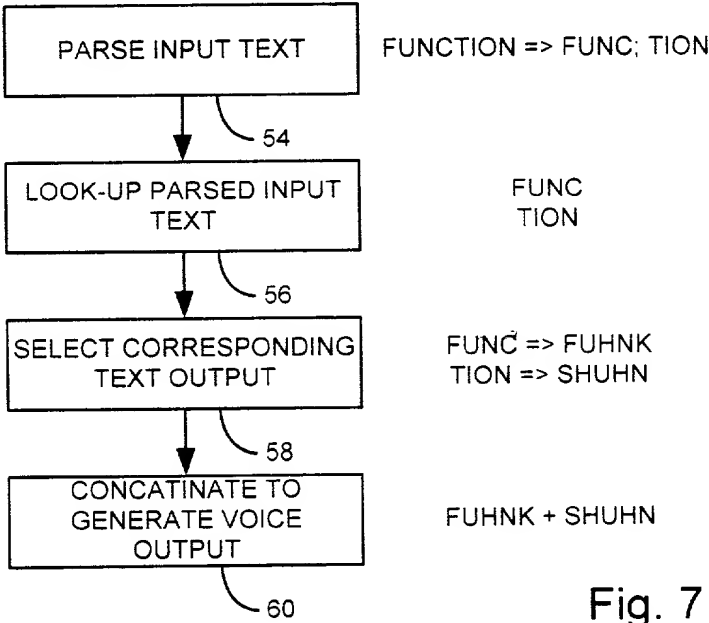 PARSE INPUT TEXT
FUNCTION => FUNC; TION
54
LOOK-UP PARSED INPUT
TEXT
FUNC
TION
56
SELECT CORRESPONDING
TEXT OUTPUT
FUNC => FUHNK
TION => SHUHN
58
CONCATINATE TO
GENERATE VOICE
OUTPUT
FUHNK + SHUHN
60
Fig. 7